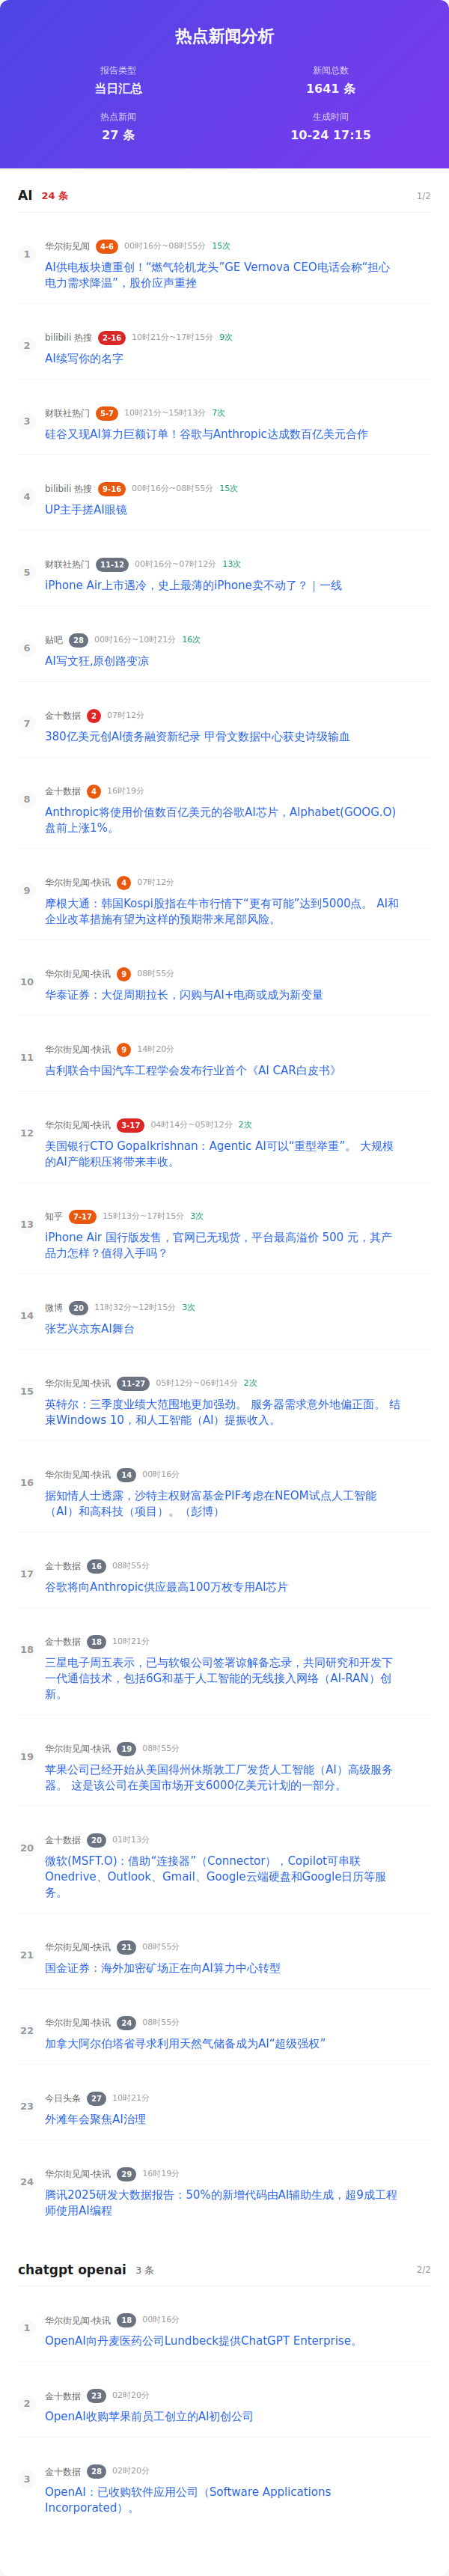 热点新闻分析
报告类型
新闻总数
当日汇总
1641 条
热点新闻
生成时间
27 条
10-24 17:15
AI 24 条 1/2
1
华尔街见闻 4-6 00时16分~08时55分 15次
AI供电板块遭重创！“燃气轮机龙头”GE Vernova CEO电话会称“担心
电力需求降温”，股价应声重挫
2
bilibili 热搜 2-16 10时21分~17时15分 9次
AI续写你的名字
3
财联社热门 5-7 10时21分~15时13分 7次
硅谷又现AI算力巨额订单！谷歌与Anthropic达成数百亿美元合作
4
bilibili 热搜 9-16 00时16分~08时55分 15次
UP主手搓AI眼镜
5
财联社热门 11-12 00时16分~07时12分 13次
iPhone Air上市遇冷，史上最薄的iPhone卖不动了？｜一线
6
贴吧 28 00时16分~10时21分 16次
AI写文狂,原创路变凉
7
金十数据 2 07时12分
380亿美元创AI债务融资新纪录 甲骨文数据中心获史诗级输血
8
金十数据 4 16时19分
Anthropic将使用价值数百亿美元的谷歌AI芯片，Alphabet(GOOG.O)
盘前上涨1%。
9
华尔街见闻-快讯 4 07时12分
摩根大通：韩国Kospi股指在牛市行情下“更有可能”达到5000点。 AI和
企业改革措施有望为这样的预期带来尾部风险。
10
华尔街见闻-快讯 9 08时55分
华泰证券：大促周期拉长，闪购与AI+电商或成为新变量
11
华尔街见闻-快讯 9 14时20分
吉利联合中国汽车工程学会发布行业首个《AI CAR白皮书》
12
华尔街见闻-快讯 3-17 04时14分~05时12分 2次
美国银行CTO Gopalkrishnan：Agentic AI可以“重型举重”。 大规模
的AI产能积压将带来丰收。
13
知乎 7-17 15时13分~17时15分 3次
iPhone Air 国行版发售，官网已无现货，平台最高溢价 500 元，其产
品力怎样？值得入手吗？
14
微博 20 11时32分~12时15分 3次
张艺兴京东AI舞台
15
华尔街见闻-快讯 11-27 05时12分~06时14分 2次
英特尔：三季度业绩大范围地更加强劲。 服务器需求意外地偏正面。 结
束Windows 10，和人工智能（AI）提振收入。
16
华尔街见闻-快讯 14 00时16分
据知情人士透露，沙特主权财富基金PIF考虑在NEOM试点人工智能
（AI）和高科技（项目）。（彭博）
17
金十数据 16 08时55分
谷歌将向Anthropic供应最高100万枚专用AI芯片
18
金十数据 18 10时21分
三星电子周五表示，已与软银公司签署谅解备忘录，共同研究和开发下
一代通信技术，包括6G和基于人工智能的无线接入网络（AI-RAN）创
新。
19
华尔街见闻-快讯 19 08时55分
苹果公司已经开始从美国得州休斯敦工厂发货人工智能（AI）高级服务
器。 这是该公司在美国市场开支6000亿美元计划的一部分。
20
金十数据 20 01时13分
微软(MSFT.O)：借助“连接器”（Connector），Copilot可串联
Onedrive、Outlook、Gmail、Google云端硬盘和Google日历等服
务。
21
华尔街见闻-快讯 21 08时55分
国金证券：海外加密矿场正在向AI算力中心转型
22
华尔街见闻-快讯 24 08时55分
加拿大阿尔伯塔省寻求利用天然气储备成为AI“超级强权”
23
今日头条 27 10时21分
外滩年会聚焦AI治理
24
华尔街见闻-快讯 29 16时19分
腾讯2025研发大数据报告：50%的新增代码由AI辅助生成，超9成工程
师使用AI编程
chatgpt openai 3 条 2/2
1
华尔街见闻-快讯 18 00时16分
OpenAI向丹麦医药公司Lundbeck提供ChatGPT Enterprise。
2
金十数据 23 02时20分
OpenAI收购苹果前员工创立的AI初创公司
3
金十数据 28 02时20分
OpenAI：已收购软件应用公司（Software Applications
Incorporated）。